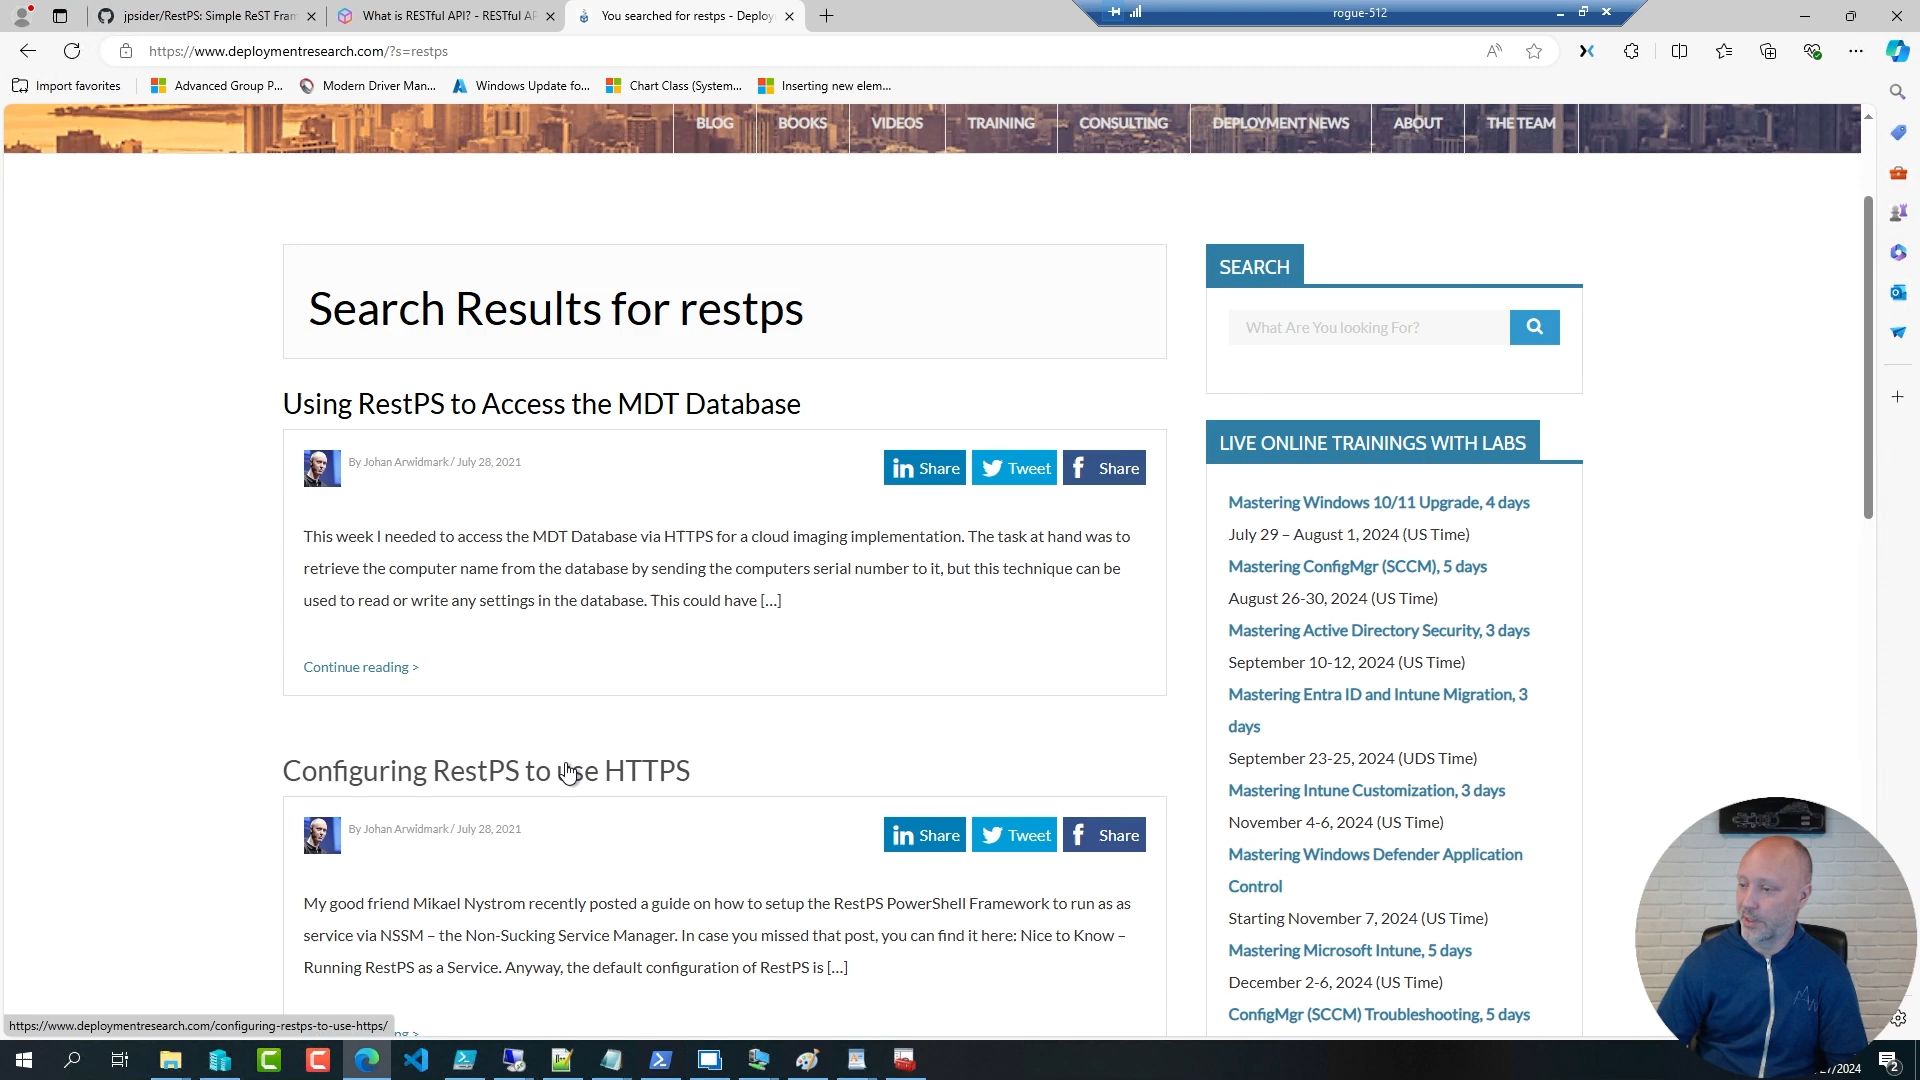 jpsider/RestPS: Simple ReST Fram
What is RESTful API? - RESTful AP
You searched for restps - Deploy
rogue-512
https://www.deploymentresearch.com/?s=restps
Import favorites
Advanced Group P...
Modern Driver Man...
Windows Update fo...
Chart Class (System...
Inserting new elem...
BLOG
BOOKS
VIDEOS
TRAINING
CONSULTING
DEPLOYMENT NEWS
ABOUT
THE TEAM
Search Results for restps
Using RestPS to Access the MDT Database
By Johan Arwidmark / July 28, 2021
in Share
Tweet
f Share
This week I needed to access the MDT Database via HTTPS for a cloud imaging implementation. The task at hand was to
retrieve the computer name from the database by sending the computers serial number to it, but this technique can be
used to read or write any settings in the database. This could have […]
Continue reading >
Configuring RestPS to use HTTPS
By Johan Arwidmark / July 28, 2021
in Share
Tweet
f Share
My good friend Mikael Nystrom recently posted a guide on how to setup the RestPS PowerShell Framework to run as as
service via NSSM – the Non-Sucking Service Manager. In case you missed that post, you can find it here: Nice to Know –
Running RestPS as a Service. Anyway, the default configuration of RestPS is […]
https://www.deploymentresearch.com/configuring-restps-to-use-https/
SEARCH
What Are You looking For?
LIVE ONLINE TRAININGS WITH LABS
Mastering Windows 10/11 Upgrade, 4 days
July 29 – August 1, 2024 (US Time)
Mastering ConfigMgr (SCCM), 5 days
August 26-30, 2024 (US Time)
Mastering Active Directory Security, 3 days
September 10-12, 2024 (US Time)
Mastering Entra ID and Intune Migration, 3
days
September 23-25, 2024 (UDS Time)
Mastering Intune Customization, 3 days
November 4-6, 2024 (US Time)
Mastering Windows Defender Application
Control
Starting November 7, 2024 (US Time)
Mastering Microsoft Intune, 5 days
December 2-6, 2024 (US Time)
ConfigMgr (SCCM) Troubleshooting, 5 days
2